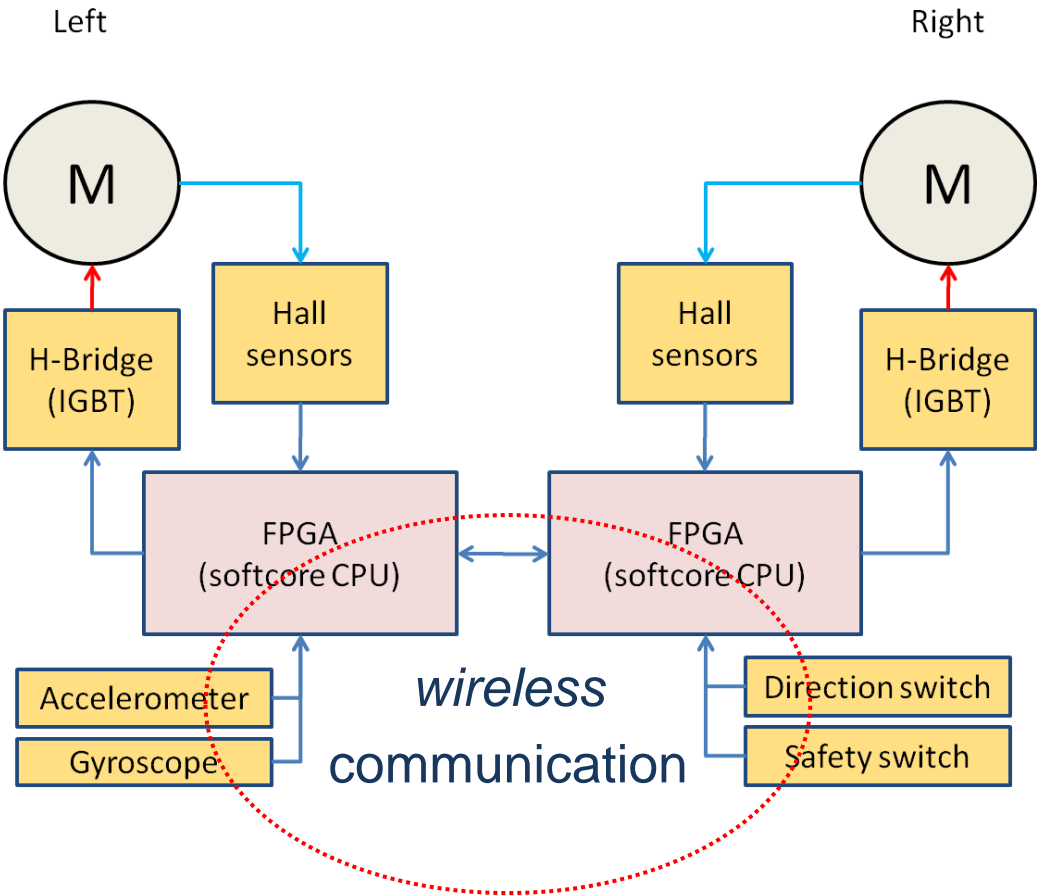 Left
Right
M
M
Hall
sensors
Hall
sensors
H-Bridge
(IGBT)
H-Bridge
(IGBT)
FPGA
(softcore CPU)
FPGA
(softcore CPU)
Accelerometer
Gyroscope
wireless
communication
Direction switch
Safety switch